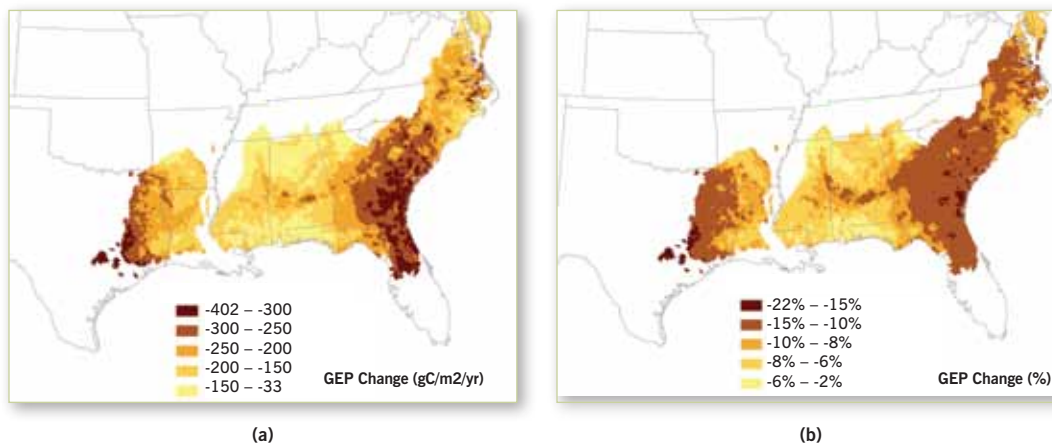 -402 – -300
-300 – -250
-250 – -200
-200 – -150
-150 – -33
GEP Change (gC/m2/yr)
(a)
-22% – -15%
-15% – -10%
-10% – -8%
-8% – -6%
-6% – -2%
GEP Change (%)
(b)